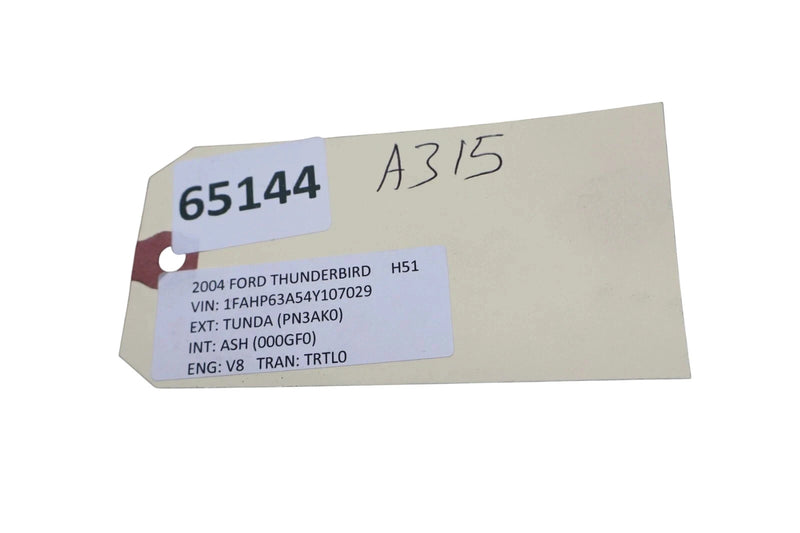 65144
A315
2004 FORD THUNDERBIRD H51
VIN: 1FAHP63A54Y107029
EXT: TUNDA (PN3AK0)
INT: ASH (000GF0)
ENG: V8 TRAN: TRTL0